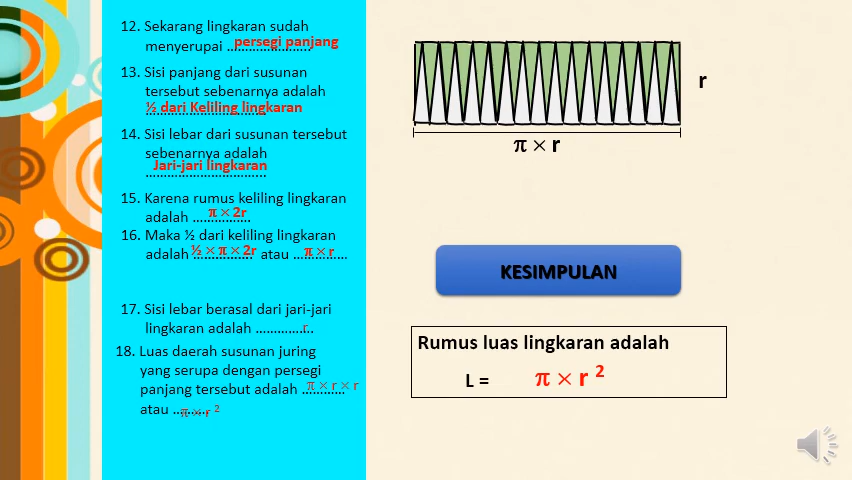 12. Sekarang lingkaran sudah
menyerupai persegi panjang
13. Sisi panjang dari susunan
tersebut sebenarnya adalah
½ dari Keliling lingkaran
14. Sisi lebar dari susunan tersebut
sebenarnya adalah
Jari-jari lingkaran
15. Karena rumus keliling lingkaran
adalah π × 2r
16. Maka ½ dari keliling lingkaran
adalah ½ × π × 2r atau π × r
17. Sisi lebar berasal dari jari-jari
lingkaran adalah r
18. Luas daerah susunan juring
yang serupa dengan persegi
panjang tersebut adalah π × r × r
atau π × r ²
r
π × r
KESIMPULAN
Rumus luas lingkaran adalah
L = π × r ²